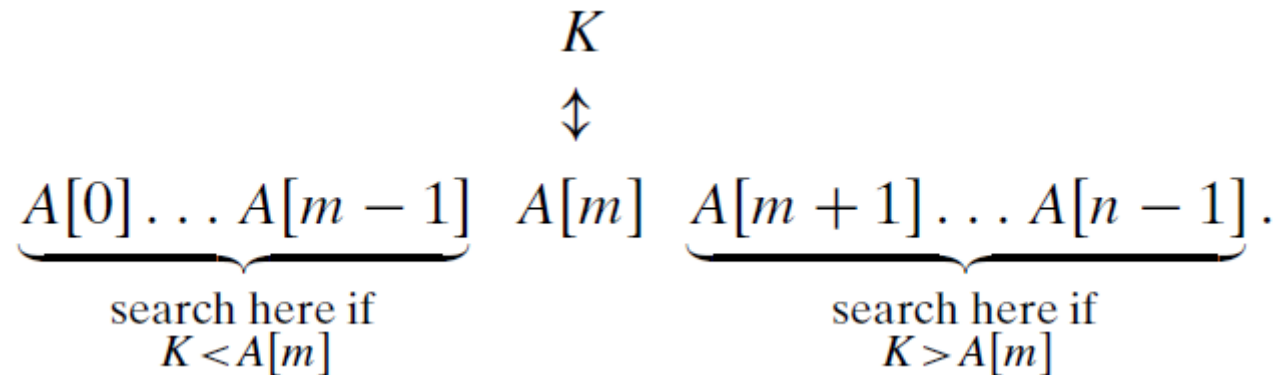 K
↕
A[0] . . . A[m − 1] A[m] A[m + 1] . . . A[n − 1] .
search here if search here if
K < A[m] K > A[m]